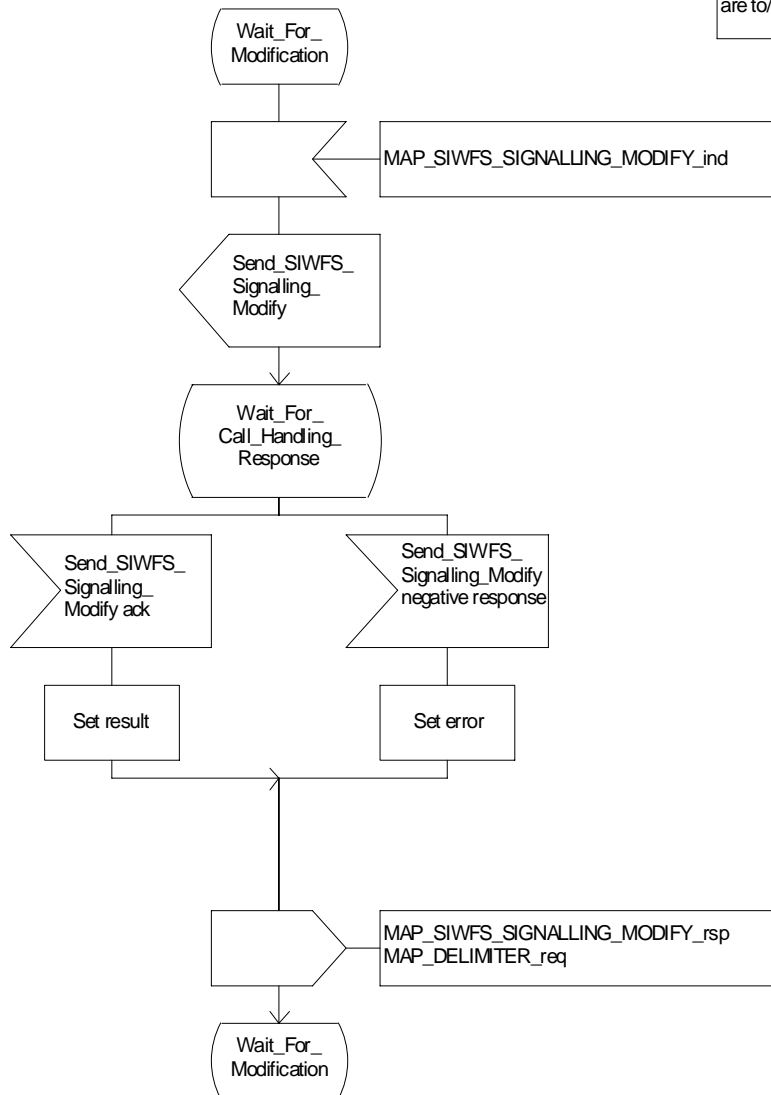 are to/
Wait_For_
Modification
MAP_SIWFS_SIGNALLING_MODIFY_ind
Send_SIWFS_
Signalling_
Modify
Wait_For_
Call_Handling_
Response
Send_SIWFS_
Signalling_
Modify ack
Send_SIWFS_
Signalling_Modify
negative response
Set result
Set error
MAP_SIWFS_SIGNALLING_MODIFY_rsp
MAP_DELIMITER_req
Wait_For_
Modification